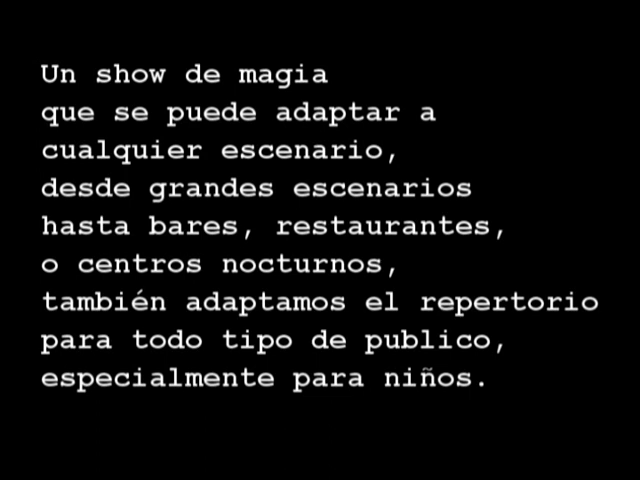 Un show de magia
que se puede adaptar a
cualquier escenario,
desde grandes escenarios
hasta bares, restaurantes,
o centros nocturnos,
también adaptamos el repertorio
para todo tipo de publico,
especialmente para niños.